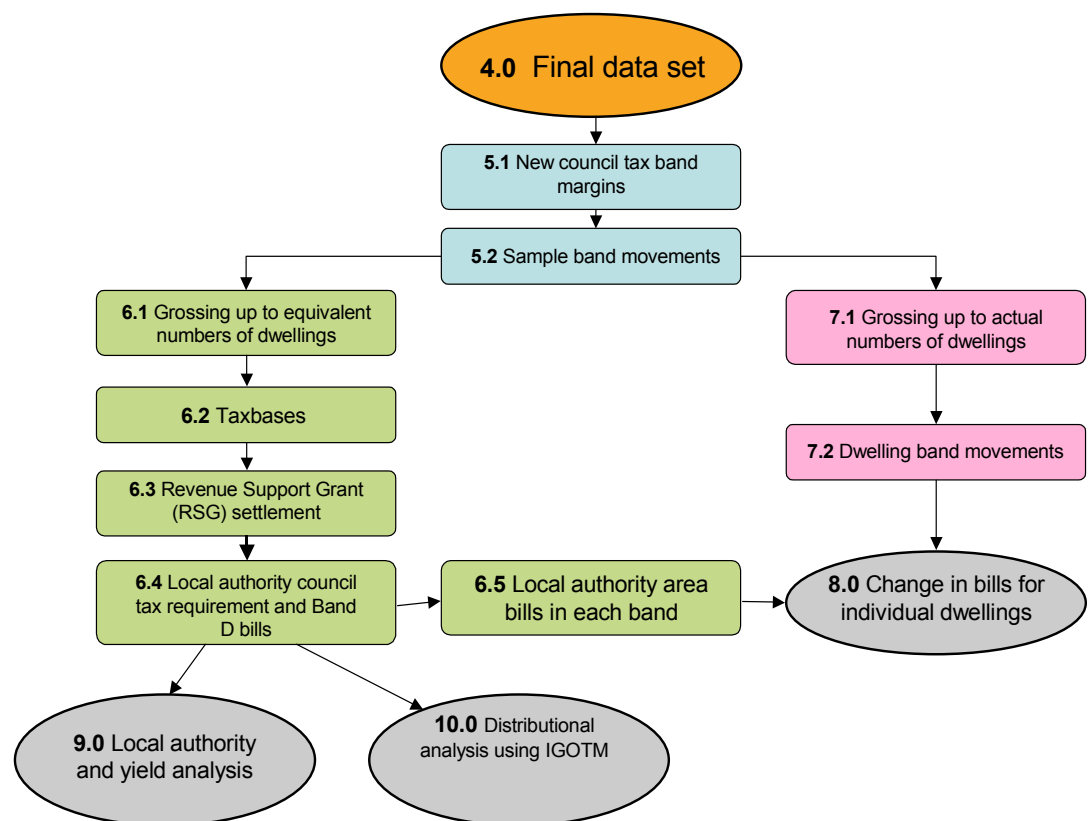 4.0 Final data set
5.1 New council tax band
margins
5.2 Sample band movements
6.1 Grossing up to equivalent
numbers of dwellings
7.1 Grossing up to actual
numbers of dwellings
6.2 Taxbases
7.2 Dwelling band movements
6.3 Revenue Support Grant
(RSG) settlement
6.4 Local authority council
tax requirement and Band
D bills
6.5 Local authority area
bills in each band
8.0 Change in bills for
individual dwellings
9.0 Local authority
and yield analysis
10.0 Distributional
analysis using IGOTM